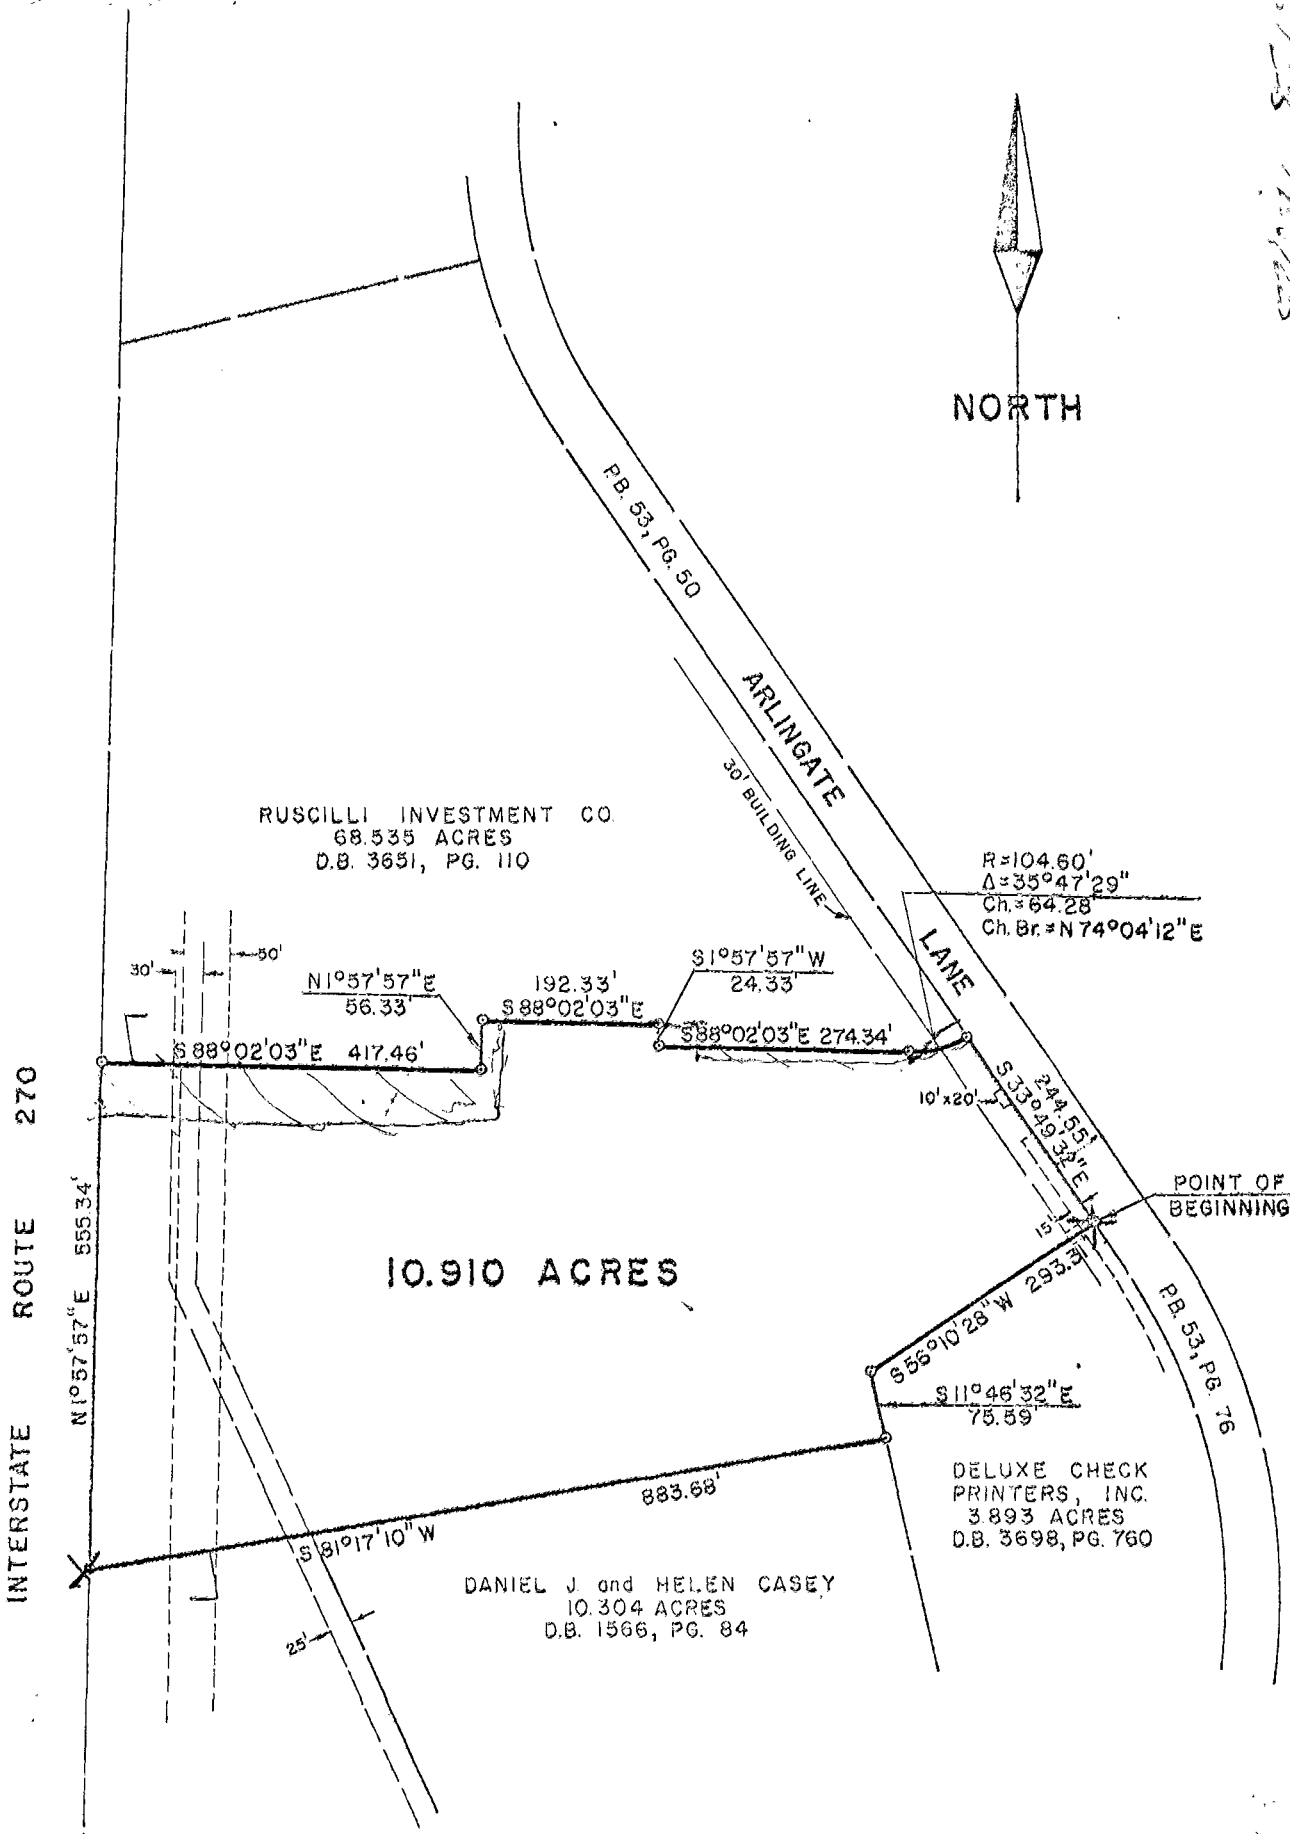 NORTH
P.B. 53, PG. 50
ARLINGATE
LANE
30' BUILDING LINE
RUSCILLI INVESTMENT CO.
68.535 ACRES
D.B. 3651, PG. 110
R=104.60'
Δ=35°47'29"
Ch.=64.28'
Ch. Br.=N 74°04'12"E
30'
50'
N1°57'57"E
56.33'
192.33'
S88°02'03"E
S1°57'57"W
24.33'
S88°02'03"E 417.46'
S88°02'03"E 274.34'
10'x20'
244.55'
S33°49'32"E
POINT OF
BEGINNING
15'
INTERSTATE ROUTE 270
N1°57'57"E 555.34'
10.910 ACRES
S56°10'28"W 293.31
P.B. 53, PG. 76
S11°46'32"E
75.59'
883.68'
S 81°17'10" W
DELUXE CHECK
PRINTERS, INC.
3.893 ACRES
D.B. 3698, PG. 760
DANIEL J. and HELEN CASEY
10.304 ACRES
D.B. 1566, PG. 84
25'